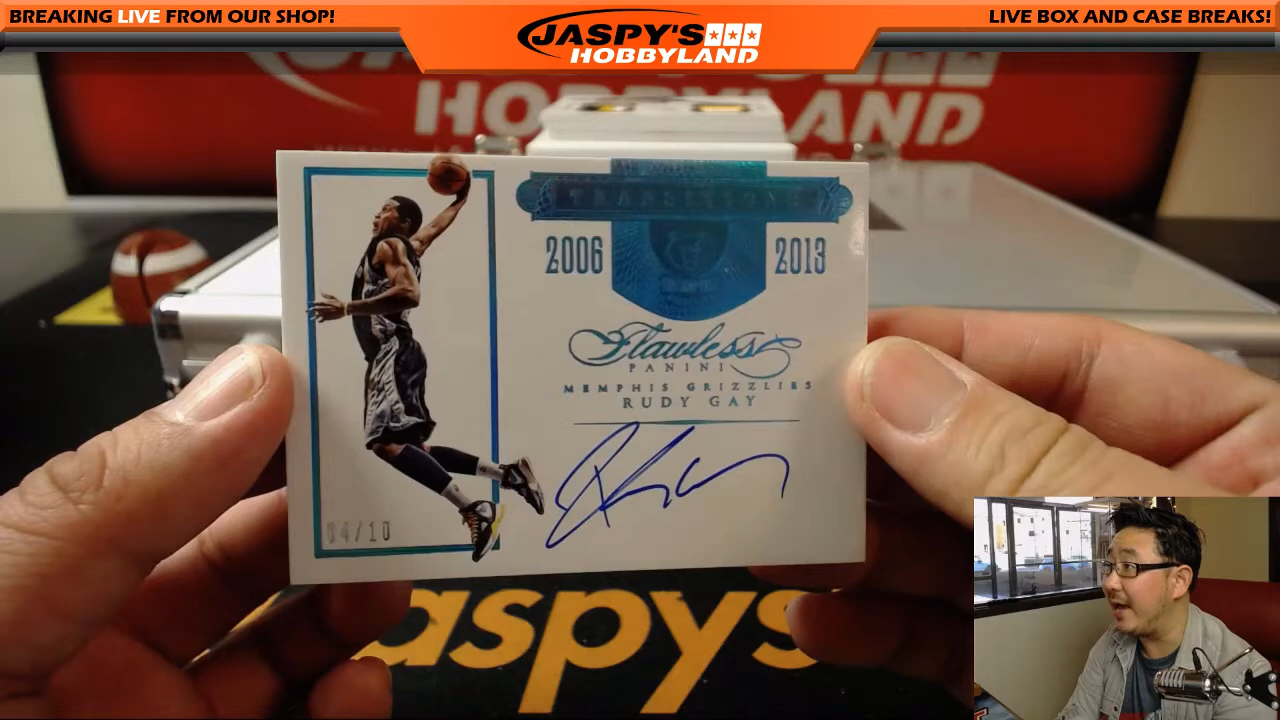 BREAKING LIVE FROM OUR SHOP!
JASPY'S
HOBBYLAND
LIVE BOX AND CASE BREAKS!
HOBBYLAND
TRANSITIONS
2006
2013
Flawless
PANINI
MEMPHIS GRIZZLIES
RUDY GAY
04/10
Jaspys